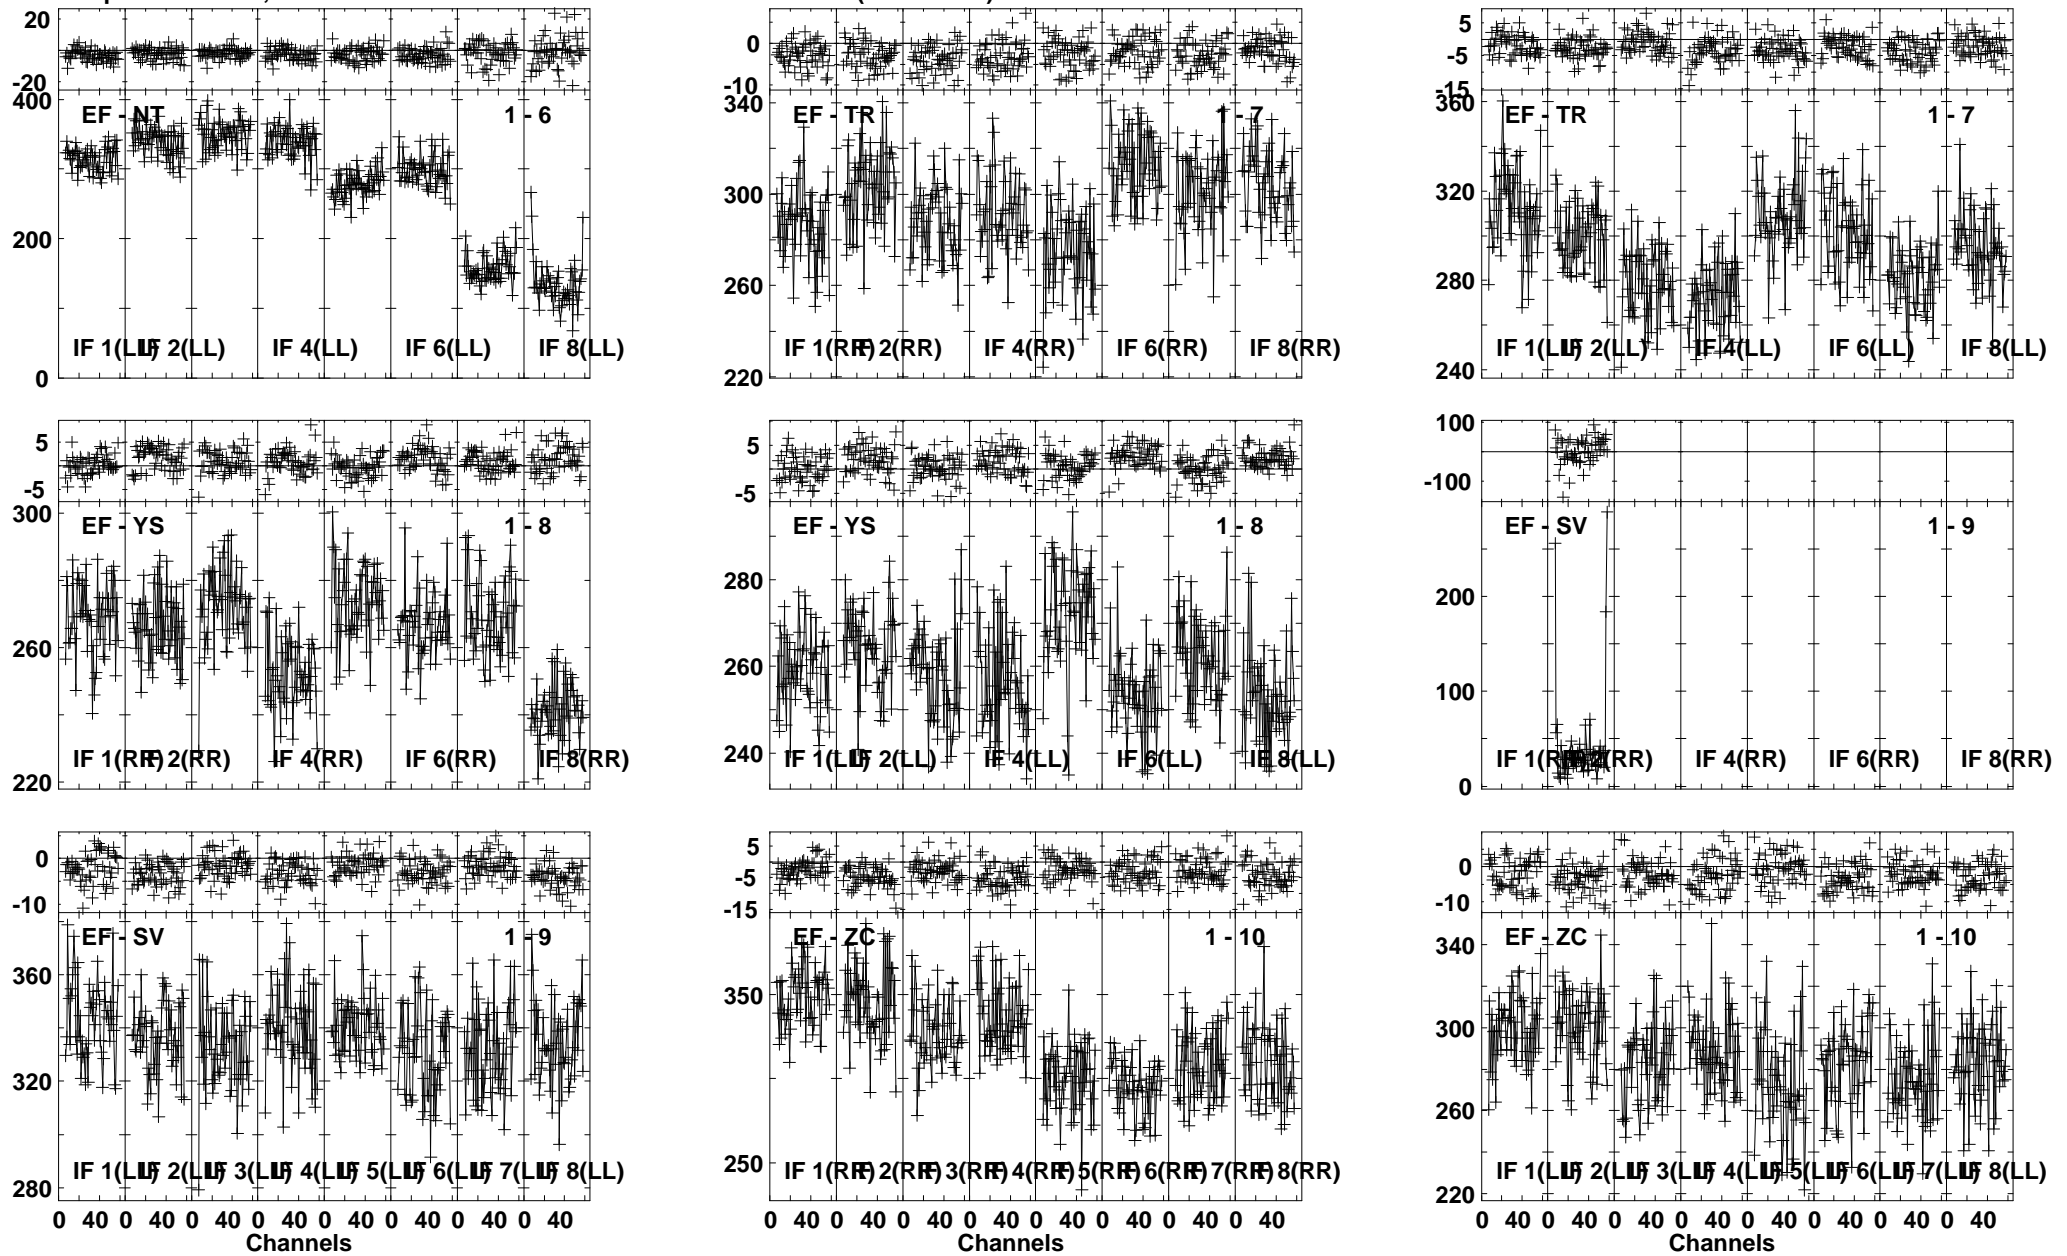 20
0
-20
400
EF - NT
1 - 6
200
IF 1(LL) IF 2(LL) IF 4(LL) IF 6(LL) IF 8(LL)
0
0
-10
340
EF - TR
1 - 7
300
260
IF 1(RR) IF 2(RR) IF 4(RR) IF 6(RR) IF 8(RR)
220
5
-5
-15
360
EF - TR
1 - 7
320
280
IF 1(LL) IF 2(LL) IF 4(LL) IF 6(LL) IF 8(LL)
240
5
-5
300
EF - YS
1 - 8
260
IF 1(RR) IF 2(RR) IF 4(RR) IF 6(RR) IF 8(RR)
220
5
-5
EF - YS
1 - 8
280
260
240
IF 1(LL) IF 2(LL) IF 4(LL) IF 6(LL) IF 8(LL)
100
-100
EF - SV
1 - 9
200
100
IF 1(RR) IF 2(RR) IF 4(RR) IF 6(RR) IF 8(RR)
0
0
-10
EF - SV
1 - 9
360
320
IF 1(LL) IF 2(LL) IF 3(LL) IF 4(LL) IF 5(LL) IF 6(LL) IF 7(LL) IF 8(LL)
280
0 40 0 40 0 40 0 40 0 40 0 40 0 40 0 40
Channels
5
-5
-15
EF - ZC
1 - 10
350
250
IF 1(RR) IF 2(RR) IF 3(RR) IF 4(RR) IF 5(RR) IF 6(RR) IF 7(RR) IF 8(RR)
0 40 0 40 0 40 0 40 0 40 0 40 0 40 0 40
Channels
0
-10
EF - ZC
1 - 10
340
300
260
IF 1(LL) IF 2(LL) IF 3(LL) IF 4(LL) IF 5(LL) IF 6(LL) IF 7(LL) IF 8(LL)
220
0 40 0 40 0 40 0 40 0 40 0 40 0 40 0 40
Channels